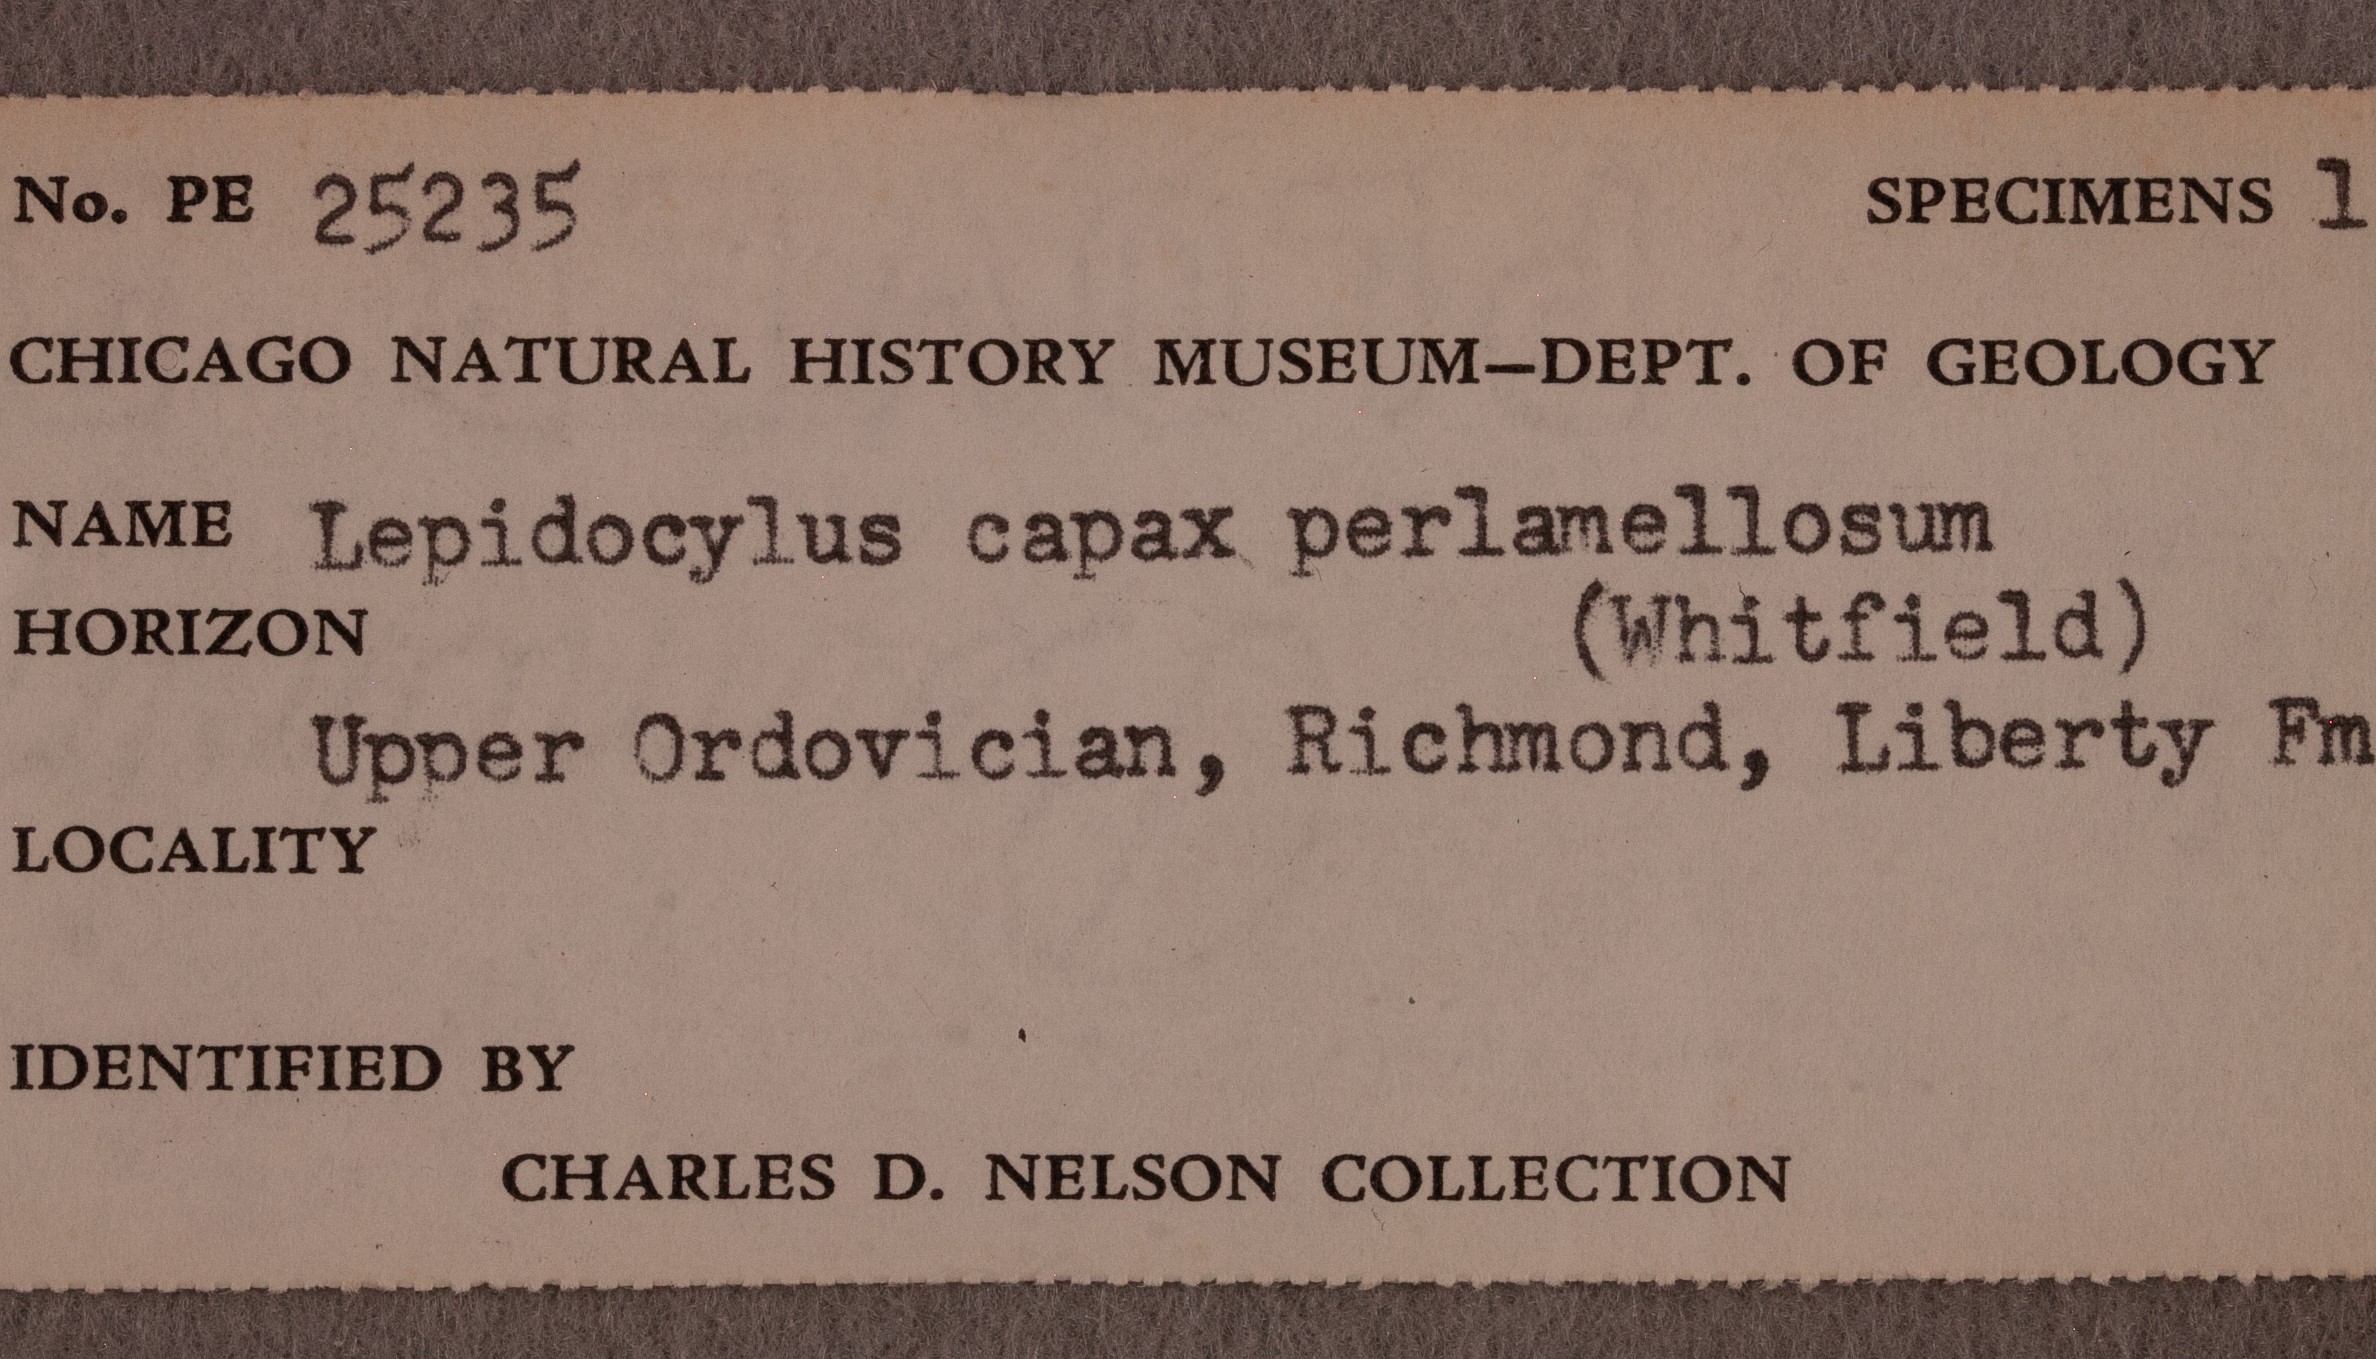 No. PE 25235 SPECIMENS 1
CHICAGO NATURAL HISTORY MUSEUM—DEPT. OF GEOLOGY
NAME Lepidocylus capax perlamellosum
HORIZON (Whitfield)
Upper Ordovician, Richmond, Liberty Fm
LOCALITY
IDENTIFIED BY
CHARLES D. NELSON COLLECTION